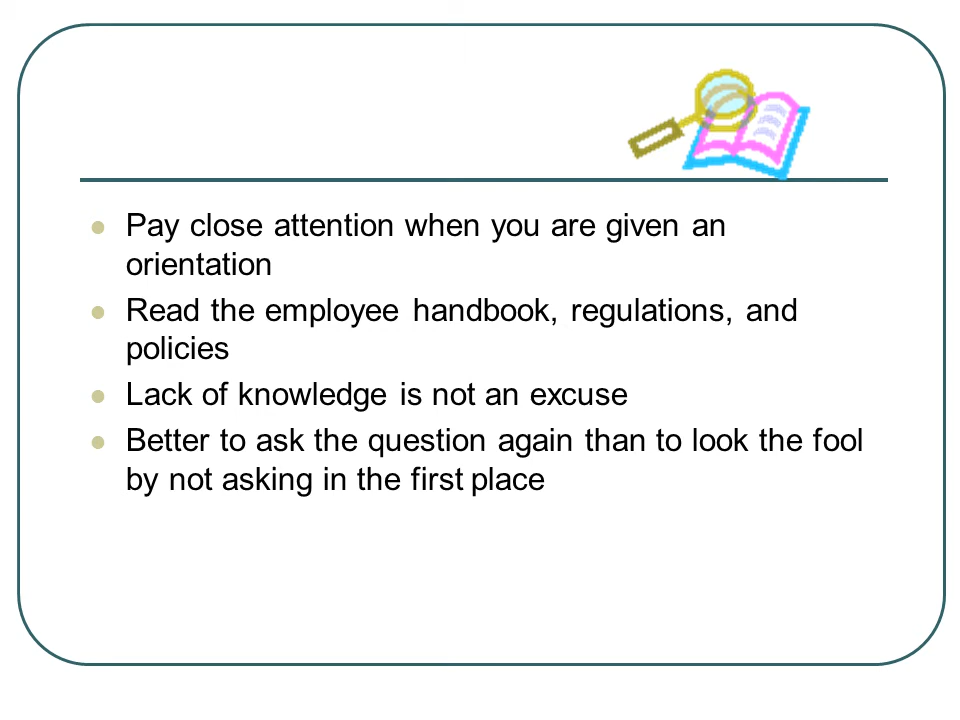 Pay close attention when you are given an
orientation
Read the employee handbook, regulations, and
policies
Lack of knowledge is not an excuse
Better to ask the question again than to look the fool
by not asking in the first place